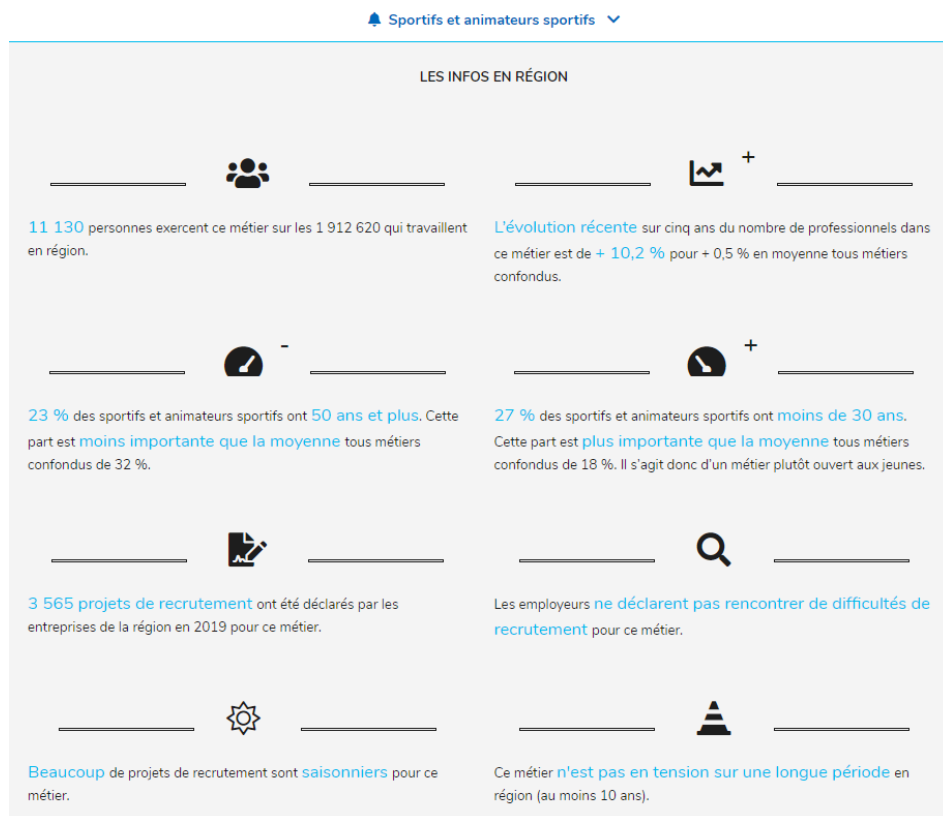 Sportifs et animateurs sportifs
LES INFOS EN RÉGION
+
11 130 personnes exercent ce métier sur les 1 912 620 qui travaillent
en région.
L'évolution récente sur cinq ans du nombre de professionnels dans
ce métier est de + 10,2 % pour + 0,5 % en moyenne tous métiers
confondus.
-
+
23 % des sportifs et animateurs sportifs ont 50 ans et plus. Cette
part est moins importante que la moyenne tous métiers
confondus de 32 %.
27 % des sportifs et animateurs sportifs ont moins de 30 ans.
Cette part est plus importante que la moyenne tous métiers
confondus de 18 %. Il s’agit donc d’un métier plutôt ouvert aux jeunes.
3 565 projets de recrutement ont été déclarés par les
entreprises de la région en 2019 pour ce métier.
Les employeurs ne déclarent pas rencontrer de difficultés de
recrutement pour ce métier.
Beaucoup de projets de recrutement sont saisonniers pour ce
métier.
Ce métier n'est pas en tension sur une longue période en
région (au moins 10 ans).